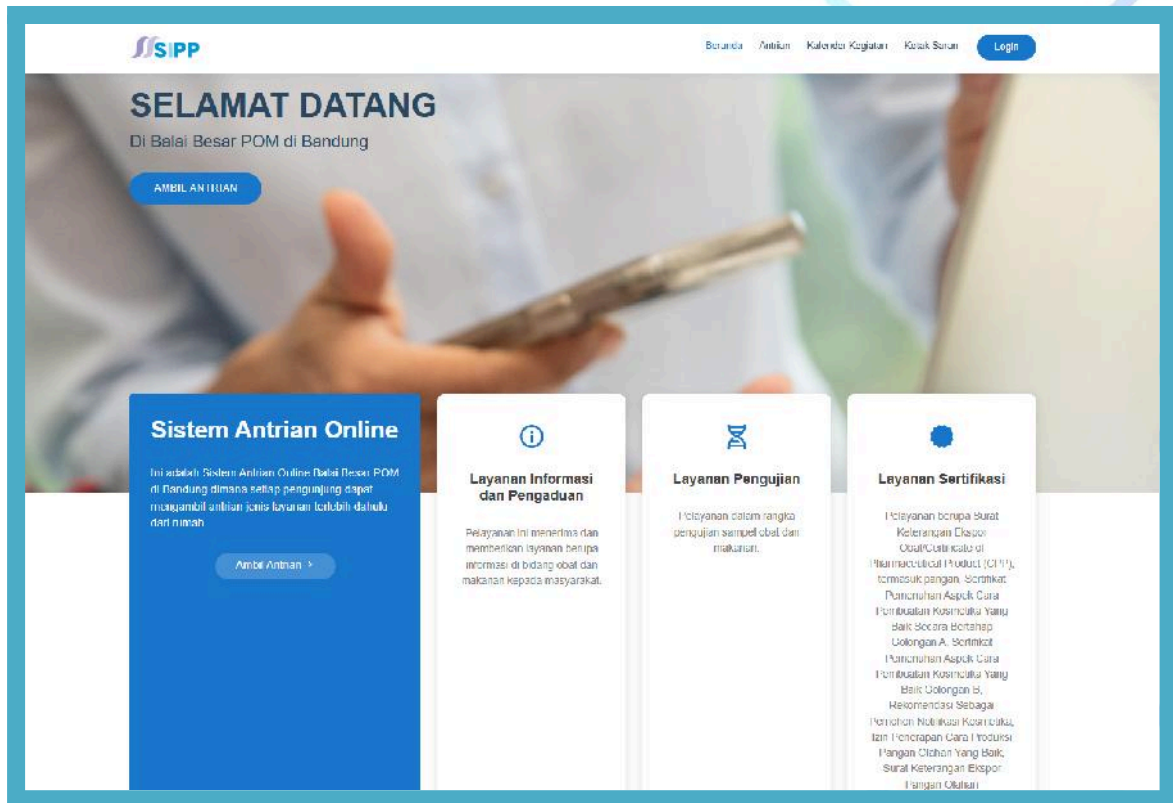 SIPP
Beranda Antrian Kalender Kegiatan Kotak Saran Login
SELAMAT DATANG
Di Balai Besar POM di Bandung
AMBIL ANTRIAN
Sistem Antrian Online
Ini adalah Sistem Antrian Online Balai Besar POM
di Bandung dimana setiap pengunjung dapat
mengambil antrian jenis layanan terlebih dahulu
dari rumah
Ambil Antrian >
Layanan Informasi
dan Pengaduan
Pelayanan ini menerima dan
memberikan layanan berupa
informasi di bidang obat dan
makanan kepada masyarakat.
Layanan Pengujian
Pelayanan dalam rangka
pengujian sampel obat dan
makanan.
Layanan Sertifikasi
Pelayanan berupa Surat
Keterangan Ekspor
Obat/Certificate of
Pharmaceutical Product (CPP),
termasuk pangan, Sertifikat
Pemenuhan Aspek Cara
Pembuatan Kosmetika Yang
Baik Secara Bertahap
Golongan A, Sertifikat
Pemenuhan Aspek Cara
Pembuatan Kosmetika Yang
Baik Golongan B,
Rekomendasi Sebagai
Pemohon Notifikasi Kosmetika,
Izin Penerapan Cara Produksi
Pangan Olahan Yang Baik,
Surat Keterangan Ekspor
Pangan Olahan